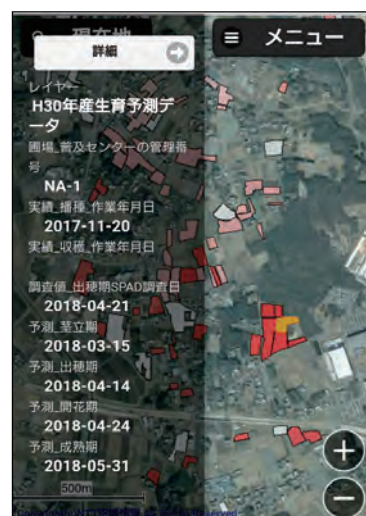 現在地
メニュー
詳細
レイヤー
H30年産生育予測デ
ータ
圃場_普及センターの管理番
号
NA-1
実績_播種_作業年月日
2017-11-20
実績_収穫_作業年月日
調査値_出穂期SPAD調査日
2018-04-21
予測_茎立期
2018-03-15
予測_出穂期
2018-04-14
予測_開花期
2018-04-24
予測_成熟期
2018-05-31
500m